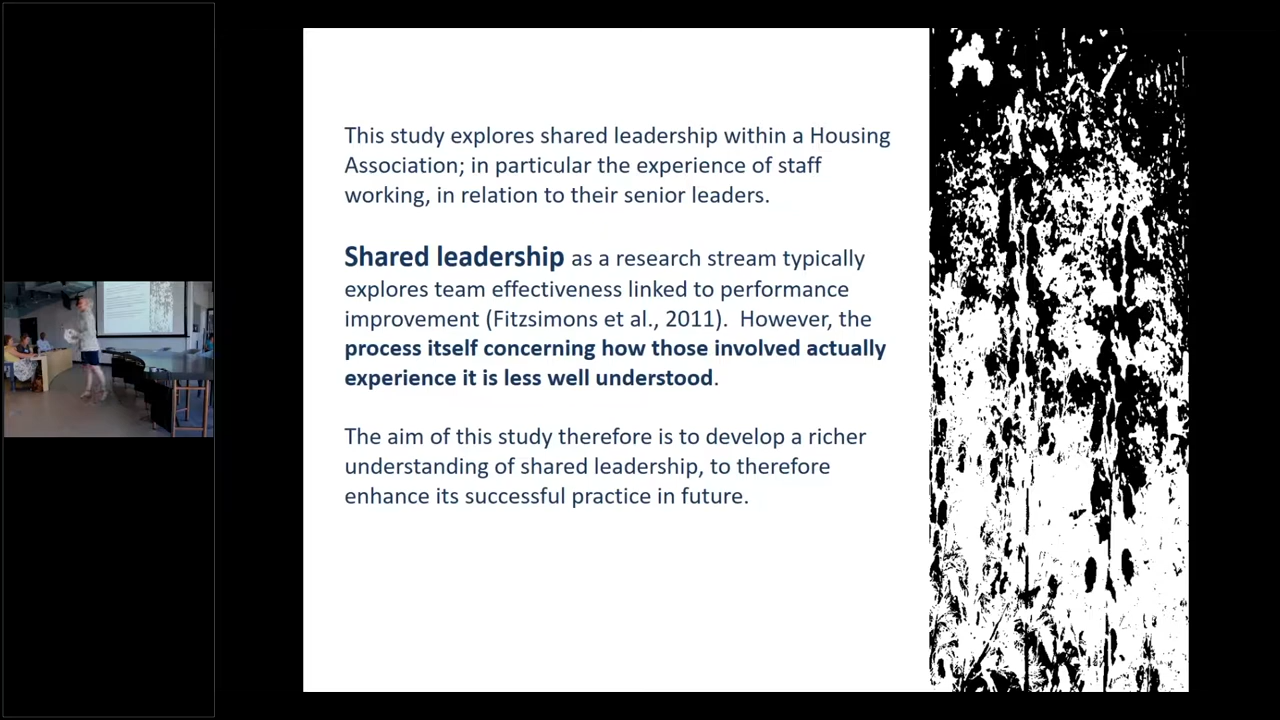 This study explores shared leadership within a Housing
Association; in particular the experience of staff
working, in relation to their senior leaders.
Shared leadership as a research stream typically
explores team effectiveness linked to performance
improvement (Fitzsimons et al., 2011).  However, the
process itself concerning how those involved actually
experience it is less well understood.
The aim of this study therefore is to develop a richer
understanding of shared leadership, to therefore
enhance its successful practice in future.